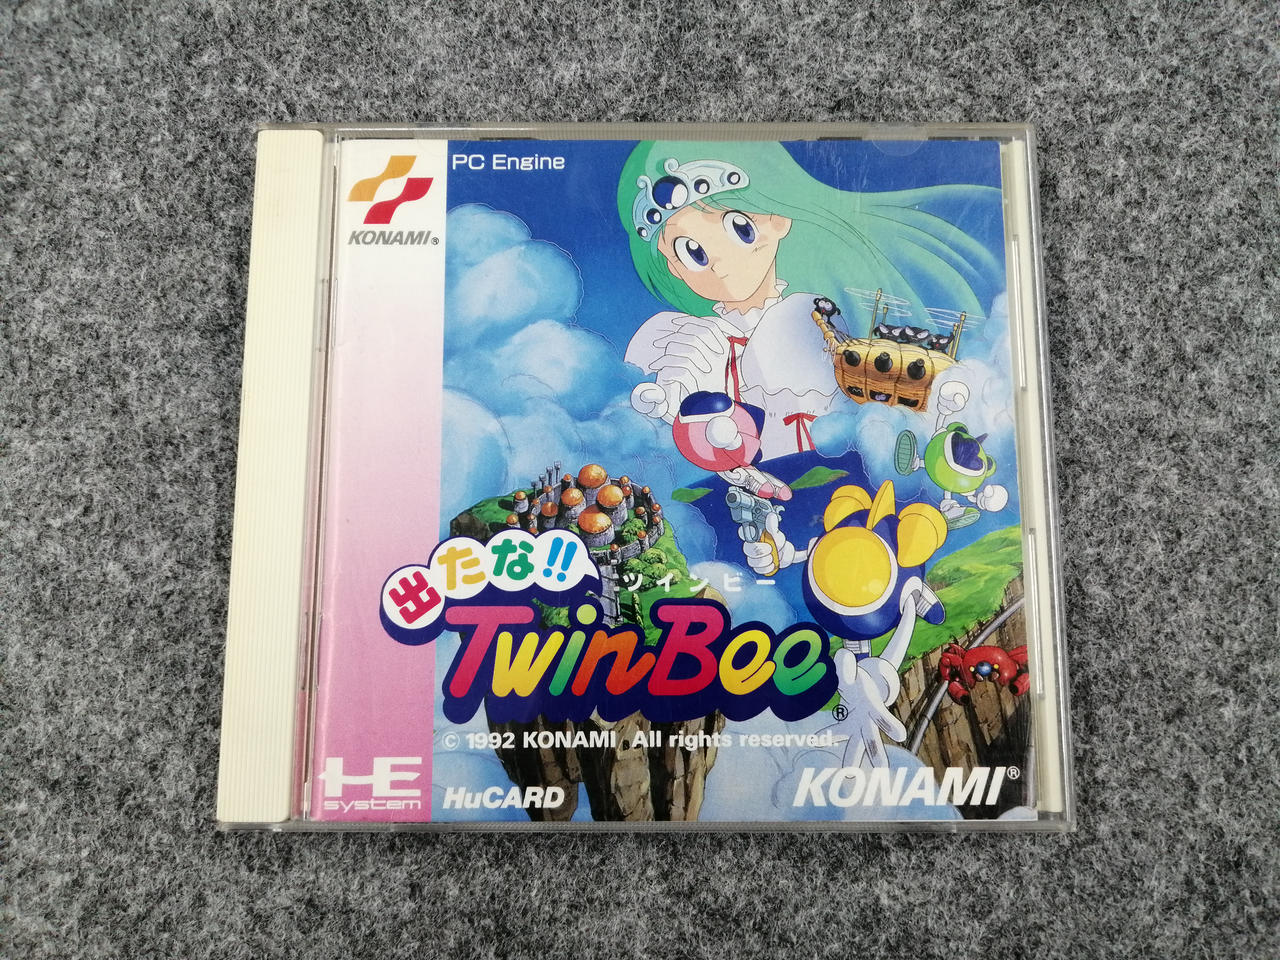 KONAMI®
PC Engine
出たな!!
ツインビー
TwinBee®
© 1992 KONAMI All rights reserved.
HE
system
HuCARD
KONAMI®